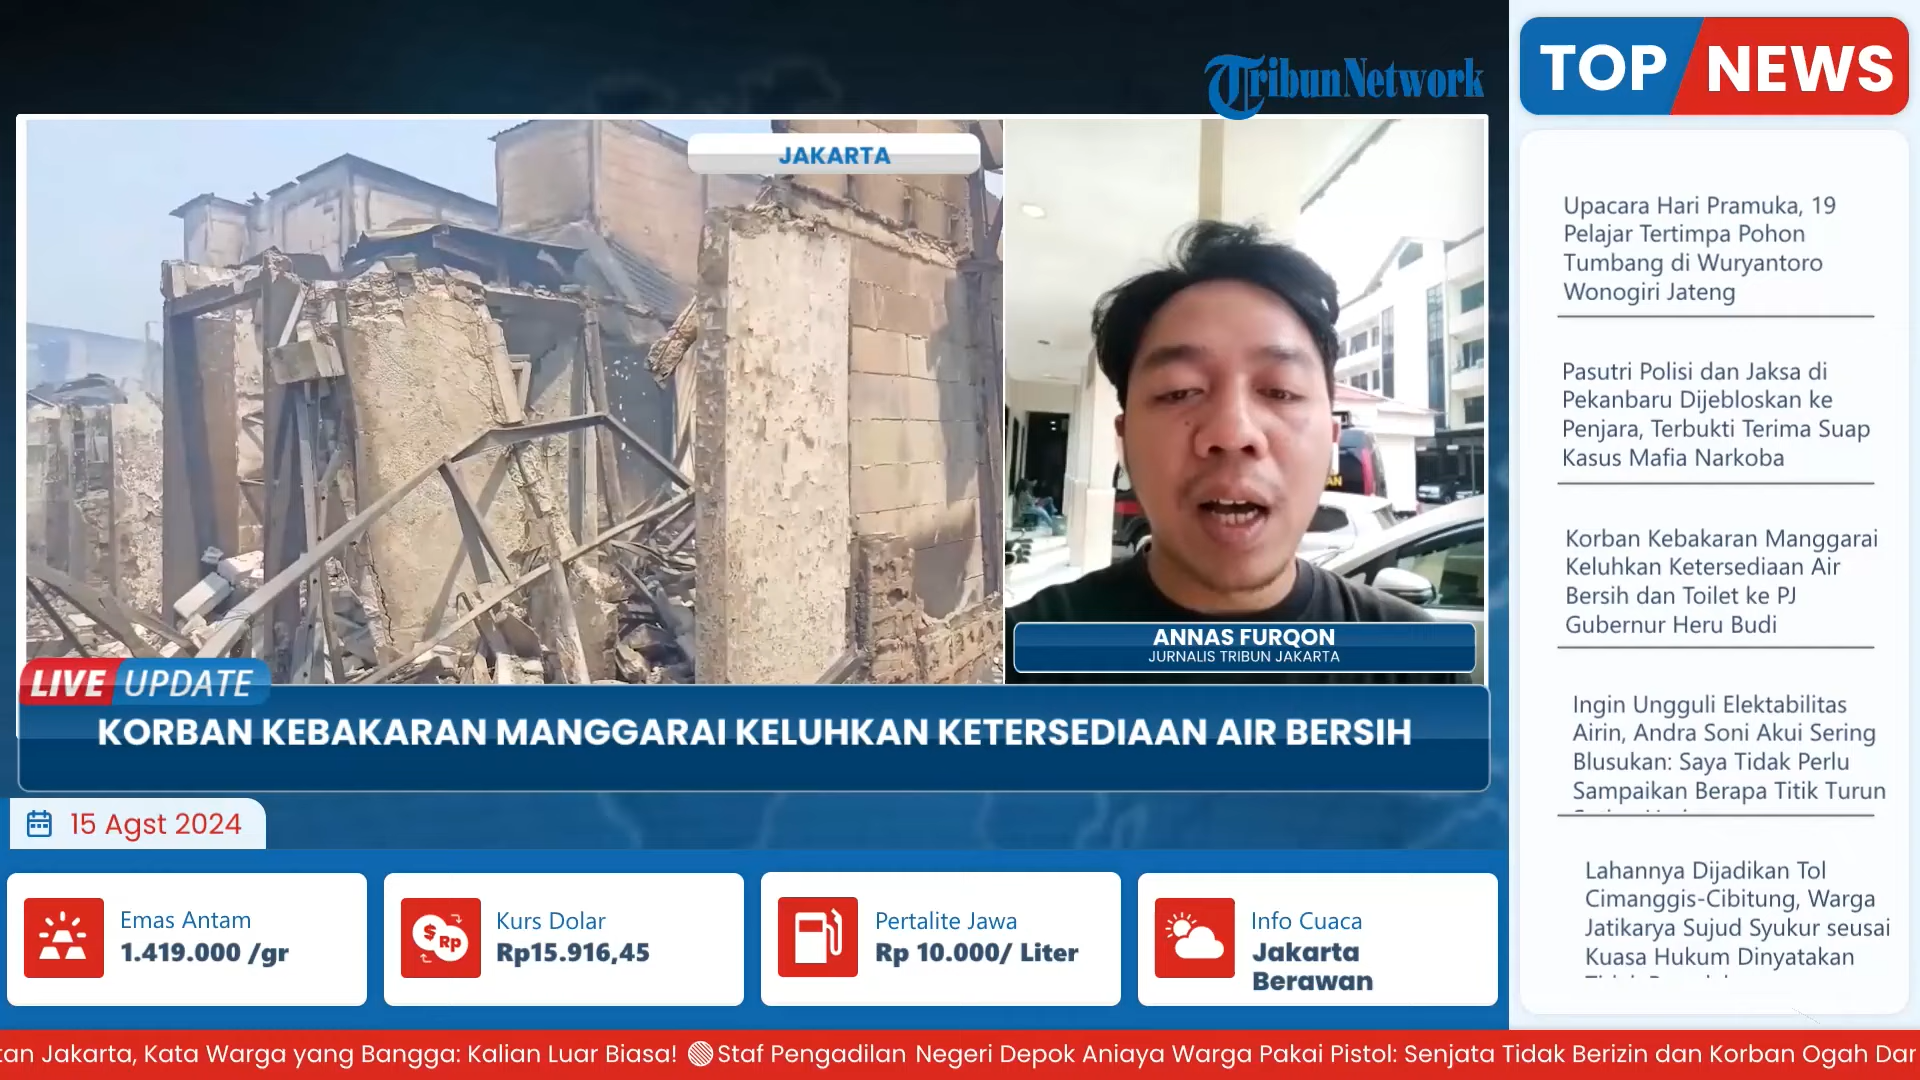 TribunNetwork
TOP NEWS
JAKARTA
ANNAS FURQON
JURNALIS TRIBUN JAKARTA
LIVE UPDATE
KORBAN KEBAKARAN MANGGARAI KELUHKAN KETERSEDIAAN AIR BERSIH
15 Agst 2024
Emas Antam
1.419.000 /gr
Kurs Dolar
Rp15.916,45
Pertalite Jawa
Rp 10.000/ Liter
Info Cuaca
Jakarta
Berawan
Upacara Hari Pramuka, 19
Pelajar Tertimpa Pohon
Tumbang di Wuryantoro
Wonogiri Jateng
Pasutri Polisi dan Jaksa di
Pekanbaru Dijebloskan ke
Penjara, Terbukti Terima Suap
Kasus Mafia Narkoba
Korban Kebakaran Manggarai
Keluhkan Ketersediaan Air
Bersih dan Toilet ke PJ
Gubernur Heru Budi
Ingin Ungguli Elektabilitas
Airin, Andra Soni Akui Sering
Blusukan: Saya Tidak Perlu
Sampaikan Berapa Titik Turun
Lahannya Dijadikan Tol
Cimanggis-Cibitung, Warga
Jatikarya Sujud Syukur seusai
Kuasa Hukum Dinyatakan
tan Jakarta, Kata Warga yang Bangga: Kalian Luar Biasa! Staf Pengadilan Negeri Depok Aniaya Warga Pakai Pistol: Senjata Tidak Berizin dan Korban Ogah Dar